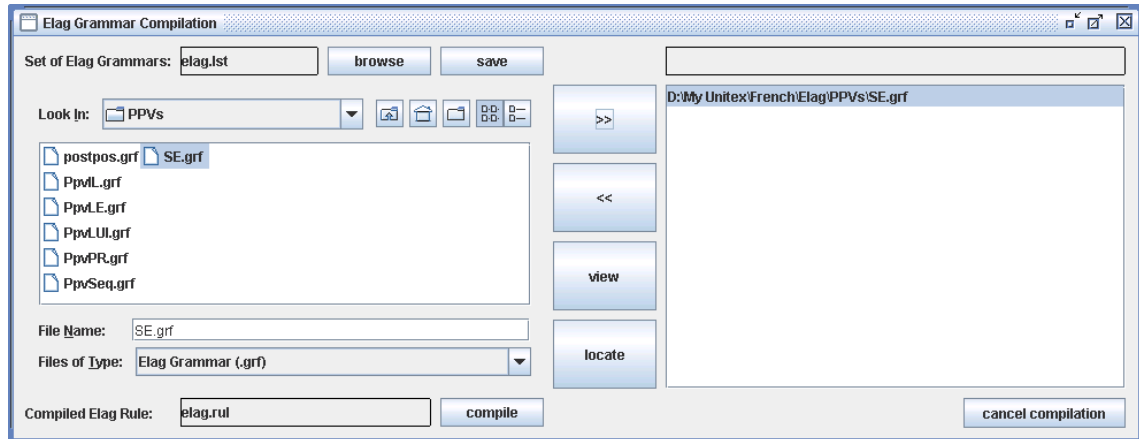 Elag Grammar Compilation
Set of Elag Grammars: elag.lst browse save
Look In: PPVs
postpos.grf SE.grf
PpvIL.grf
PpvLE.grf
PpvLUI.grf
PpvPR.grf
PpvSeq.grf
File Name: SE.grf
Files of Type: Elag Grammar (.grf)
Compiled Elag Rule: elag.rul compile
>>
<<
view
locate
D:\My Unitex\French\Elag\PPVs\SE.grf
cancel compilation